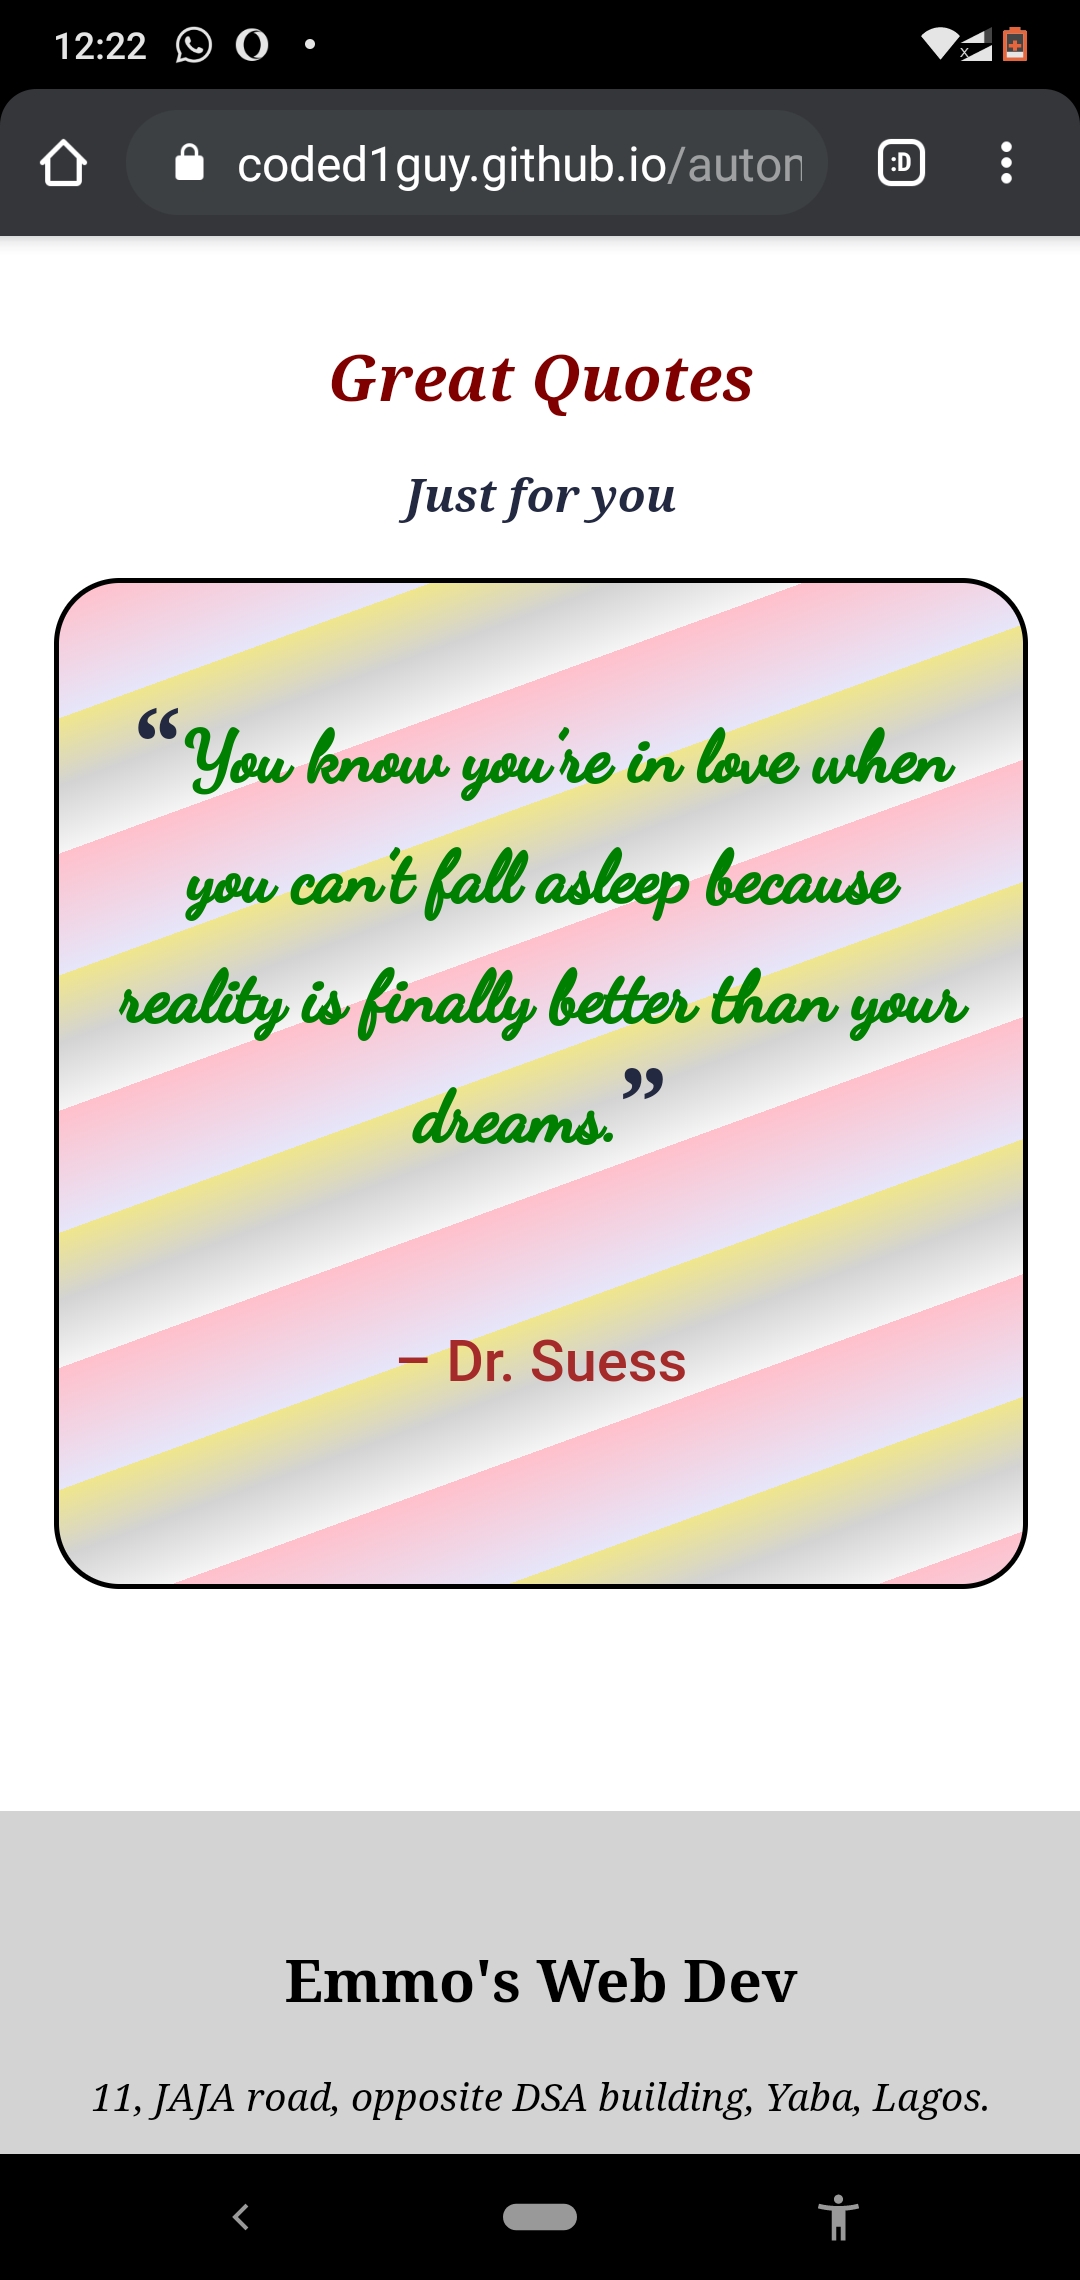 12:22
coded1guy.github.io/auton
:D
Great Quotes
Just for you
“You know you're in love when
you can't fall asleep because
reality is finally better than your
dreams.”
– Dr. Suess
Emmo's Web Dev
11, JAJA road, opposite DSA building, Yaba, Lagos.